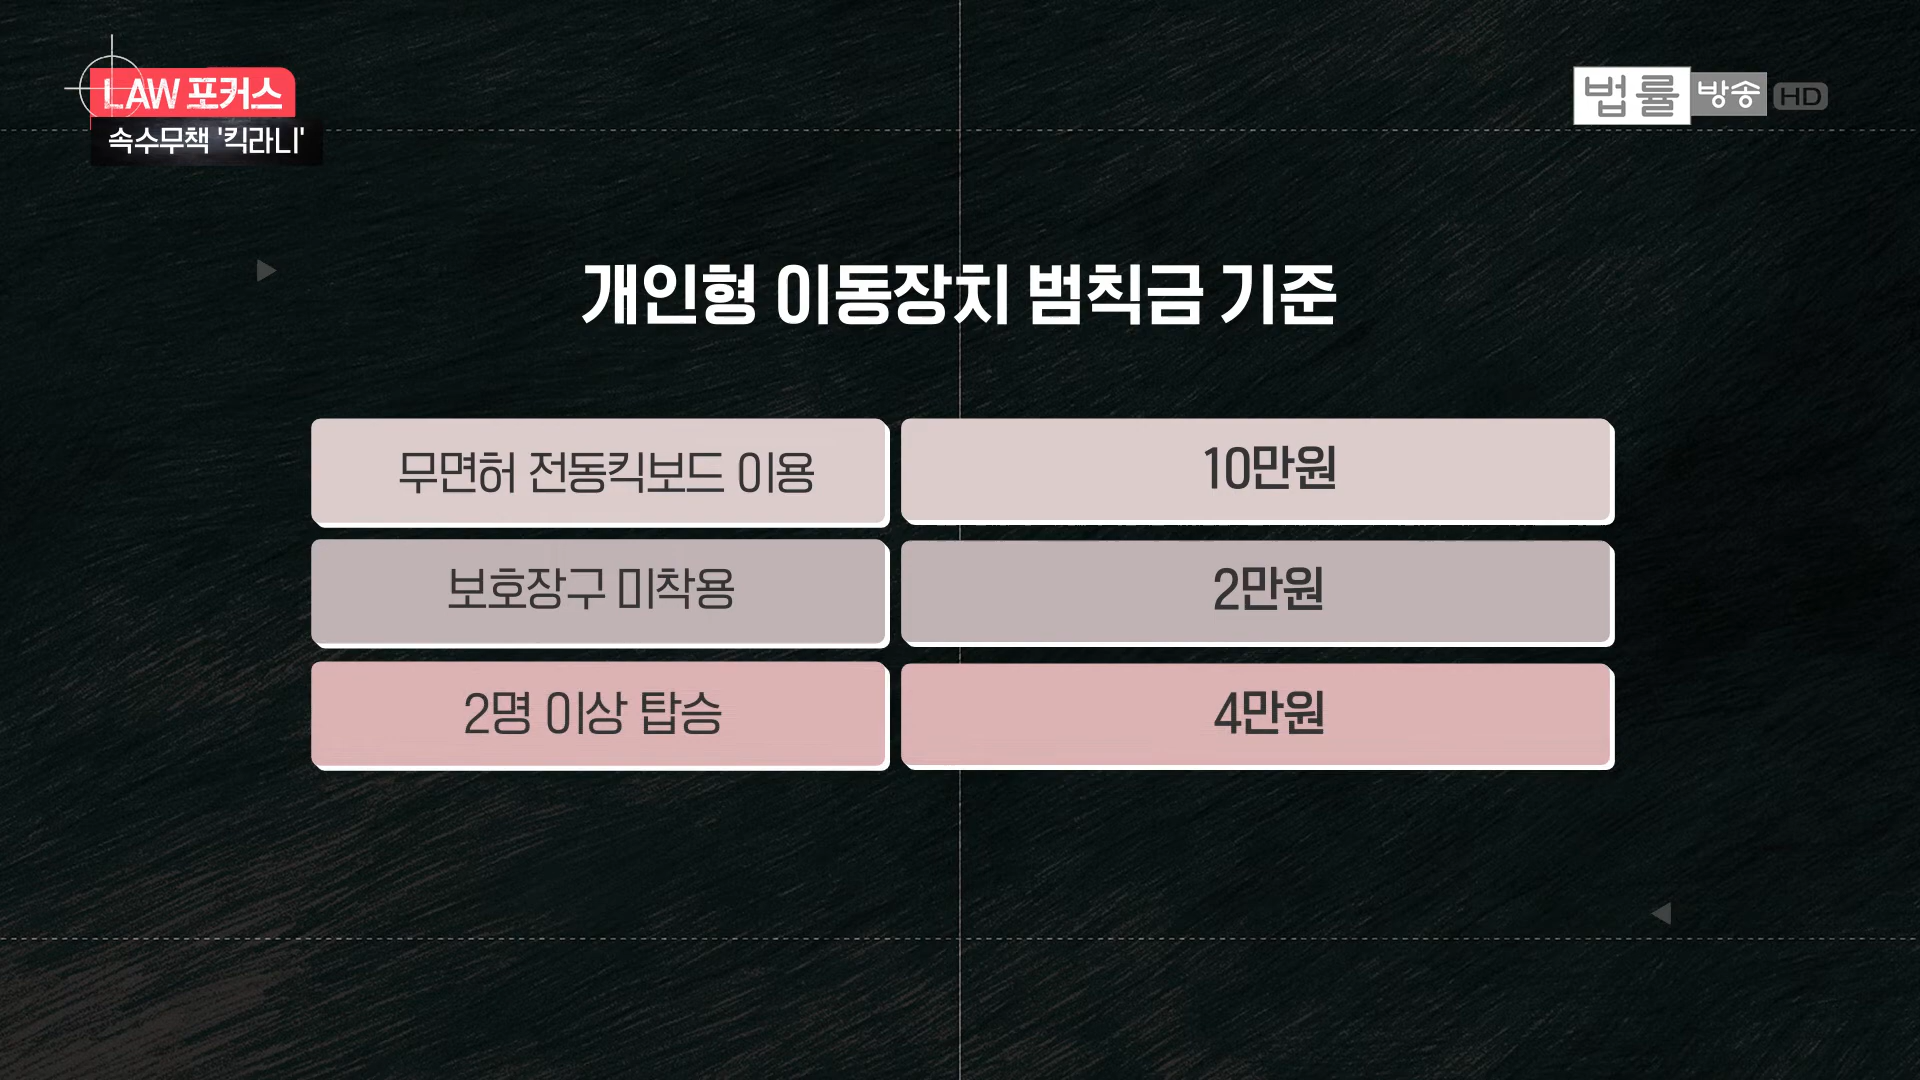 LAW 포커스
속수무책 '킥라니'
법률방송 HD
개인형 이동장치 범칙금 기준
무면허 전동킥보드 이용 10만원
보호장구 미착용 2만원
2명 이상 탑승 4만원